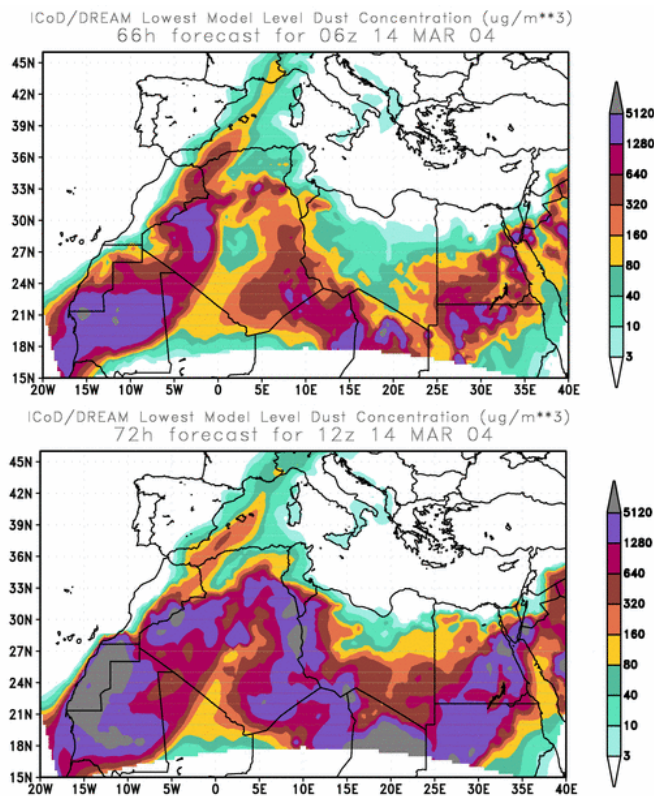 ICoD/DREAM Lowest Model Level Dust Concentration (ug/m**3)
66h forecast for 06z 14 MAR 04
45N
42N
39N
36N
33N
30N
27N
24N
21N
18N
15N
20W 15W 10W 5W 0 5E 10E 15E 20E 25E 30E 35E 40E
5120
1280
640
320
160
80
40
10
3
ICoD/DREAM Lowest Model Level Dust Concentration (ug/m**3)
72h forecast for 12z 14 MAR 04
45N
42N
39N
36N
33N
30N
27N
24N
21N
18N
15N
20W 15W 10W 5W 0 5E 10E 15E 20E 25E 30E 35E 40E
5120
1280
640
320
160
80
40
10
3